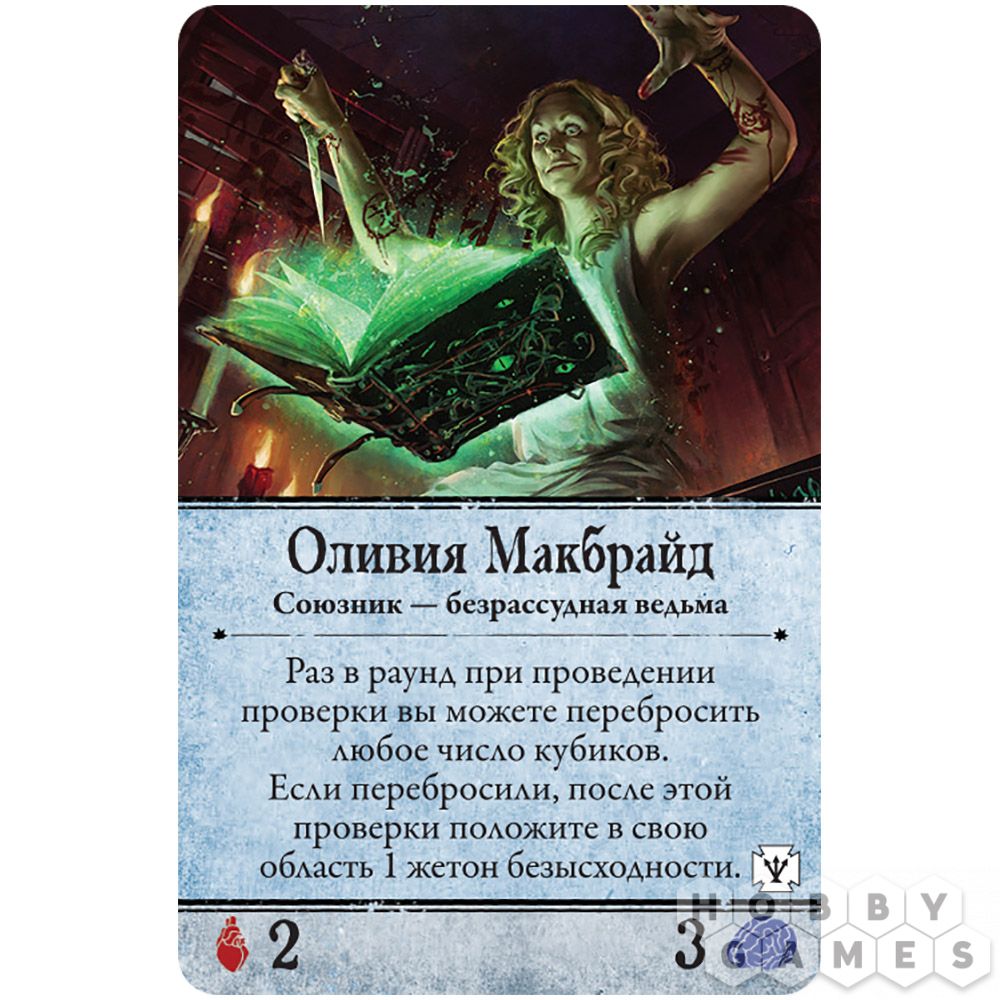 Оливия Макбрайд
Союзник — безрассудная ведьма
Раз в раунд при проведении
проверки вы можете перебросить
любое число кубиков.
Если перебросили, после этой
проверки положите в свою
область 1 жетон безысходности.
2 3
HOBBY
GAMES